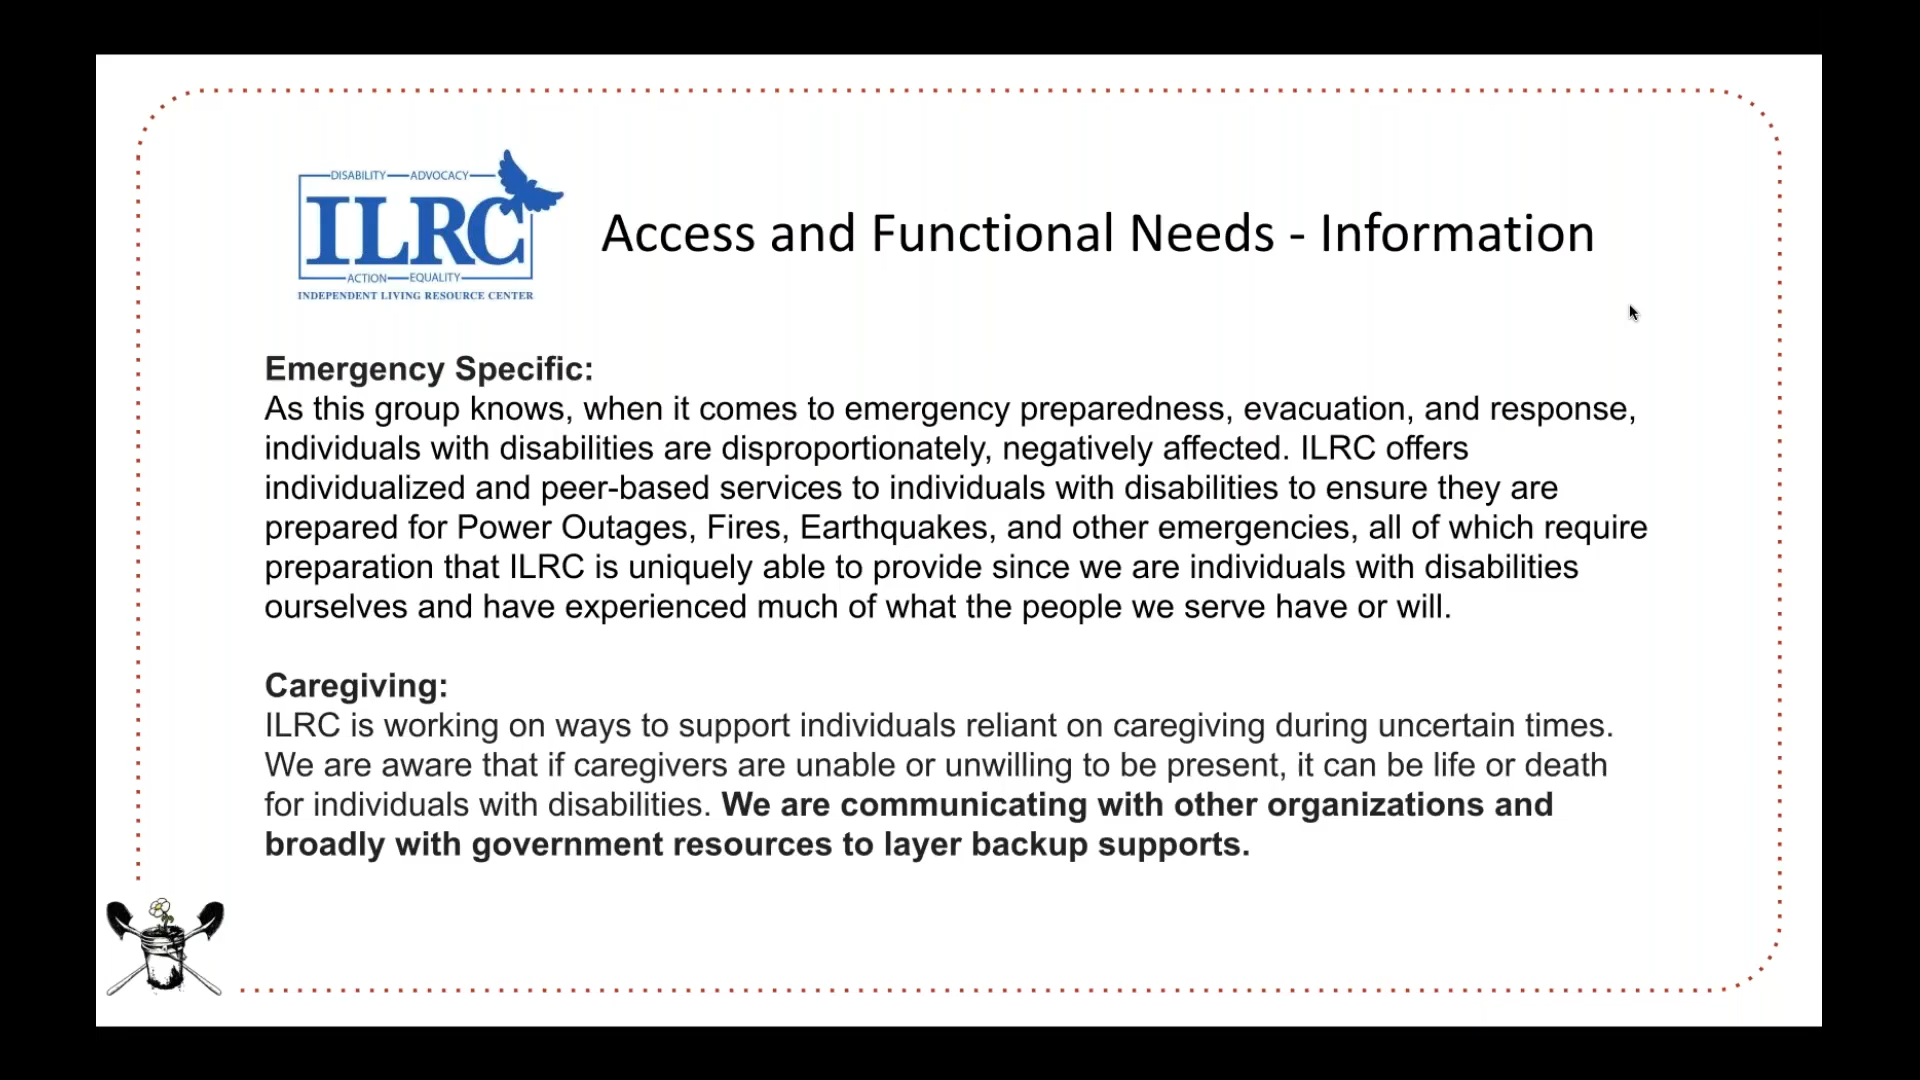 DISABILITY ADVOCACY
ILRC
ACTION EQUALITY
INDEPENDENT LIVING RESOURCE CENTER
Access and Functional Needs - Information
Emergency Specific:
As this group knows, when it comes to emergency preparedness, evacuation, and response,
individuals with disabilities are disproportionately, negatively affected. ILRC offers
individualized and peer-based services to individuals with disabilities to ensure they are
prepared for Power Outages, Fires, Earthquakes, and other emergencies, all of which require
preparation that ILRC is uniquely able to provide since we are individuals with disabilities
ourselves and have experienced much of what the people we serve have or will.
Caregiving:
ILRC is working on ways to support individuals reliant on caregiving during uncertain times.
We are aware that if caregivers are unable or unwilling to be present, it can be life or death
for individuals with disabilities. We are communicating with other organizations and
broadly with government resources to layer backup supports.